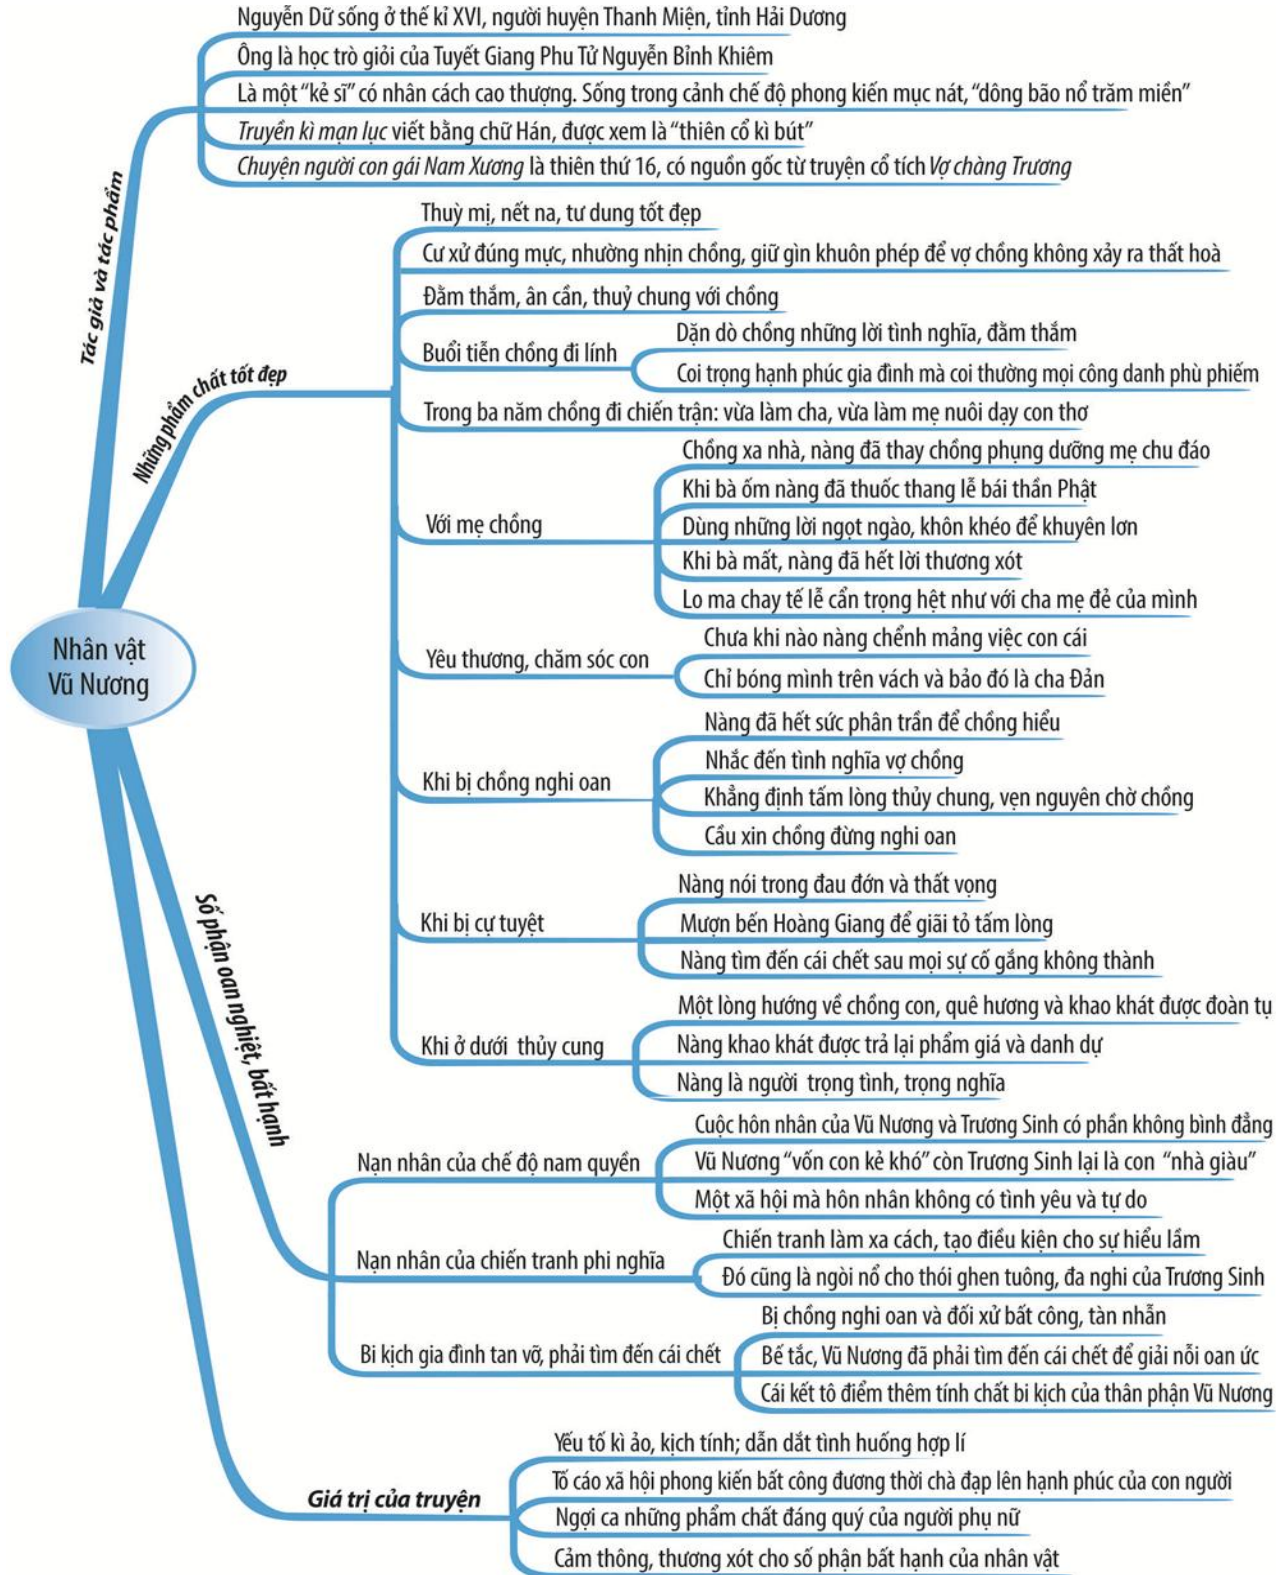 Nguyễn Dữ sống ở thế kỉ XVI, người huyện Thanh Miện, tỉnh Hải Dương
Ông là học trò giỏi của Tuyết Giang Phu Tử Nguyễn Bỉnh Khiêm
Là một “kẻ sĩ” có nhân cách cao thượng. Sống trong cảnh chế độ phong kiến mục nát, “dông bão nổ trăm miền”
Truyền kì mạn lục viết bằng chữ Hán, được xem là “thiên cổ kì bút”
Chuyện người con gái Nam Xương là thiên thứ 16, có nguồn gốc từ truyện cổ tích Vợ chàng Trương
Tác giả và tác phẩm
Thuỳ mị, nết na, tư dung tốt đẹp
Cư xử đúng mực, nhường nhịn chồng, giữ gìn khuôn phép để vợ chồng không xảy ra thất hoà
Đằm thắm, ân cần, thuỷ chung với chồng
Buổi tiễn chồng đi lính
Dặn dò chồng những lời tình nghĩa, đằm thắm
Coi trọng hạnh phúc gia đình mà coi thường mọi công danh phù phiếm
Những phẩm chất tốt đẹp
Trong ba năm chồng đi chiến trận: vừa làm cha, vừa làm mẹ nuôi dạy con thơ
Với mẹ chồng
Chồng xa nhà, nàng đã thay chồng phụng dưỡng mẹ chu đáo
Khi bà ốm nàng đã thuốc thang lễ bái thần Phật
Dùng những lời ngọt ngào, khôn khéo để khuyên lơn
Khi bà mất, nàng đã hết lời thương xót
Lo ma chay tế lễ cẩn trọng hệt như với cha mẹ đẻ của mình
Nhân vật
Vũ Nương
Yêu thương, chăm sóc con
Chưa khi nào nàng chểnh mảng việc con cái
Chỉ bóng mình trên vách và bảo đó là cha Đản
Khi bị chồng nghi oan
Nàng đã hết sức phân trần để chồng hiểu
Nhắc đến tình nghĩa vợ chồng
Khẳng định tấm lòng thủy chung, vẹn nguyên chờ chồng
Cầu xin chồng đừng nghi oan
Khi bị cự tuyệt
Nàng nói trong đau đớn và thất vọng
Mượn bến Hoàng Giang để giãi tỏ tấm lòng
Nàng tìm đến cái chết sau mọi sự cố gắng không thành
Khi ở dưới thủy cung
Một lòng hướng về chồng con, quê hương và khao khát được đoàn tụ
Nàng khao khát được trả lại phẩm giá và danh dự
Nàng là người trọng tình, trọng nghĩa
Số phận oan nghiệt, bất hạnh
Nạn nhân của chế độ nam quyền
Cuộc hôn nhân của Vũ Nương và Trương Sinh có phần không bình đẳng
Vũ Nương “vốn con kẻ khó” còn Trương Sinh lại là con “nhà giàu”
Một xã hội mà hôn nhân không có tình yêu và tự do
Nạn nhân của chiến tranh phi nghĩa
Chiến tranh làm xa cách, tạo điều kiện cho sự hiểu lầm
Đó cũng là ngòi nổ cho thói ghen tuông, đa nghi của Trương Sinh
Bi kịch gia đình tan vỡ, phải tìm đến cái chết
Bị chồng nghi oan và đối xử bất công, tàn nhẫn
Bế tắc, Vũ Nương đã phải tìm đến cái chết để giải nỗi oan ức
Cái kết tô điểm thêm tính chất bi kịch của thân phận Vũ Nương
Giá trị của truyện
Yếu tố kì ảo, kịch tính; dẫn dắt tình huống hợp lí
Tố cáo xã hội phong kiến bất công đương thời chà đạp lên hạnh phúc của con người
Ngợi ca những phẩm chất đáng quý của người phụ nữ
Cảm thông, thương xót cho số phận bất hạnh của nhân vật